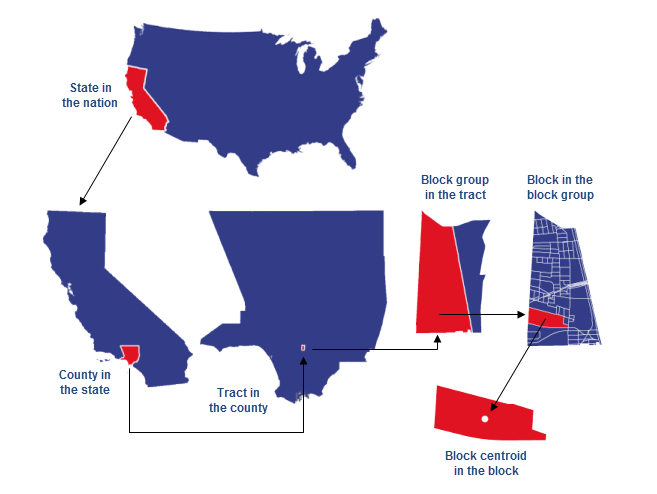 State in
the nation
Block group
in the tract
Block in the
block group
County in
the state
Tract in
the county
Block centroid
in the block